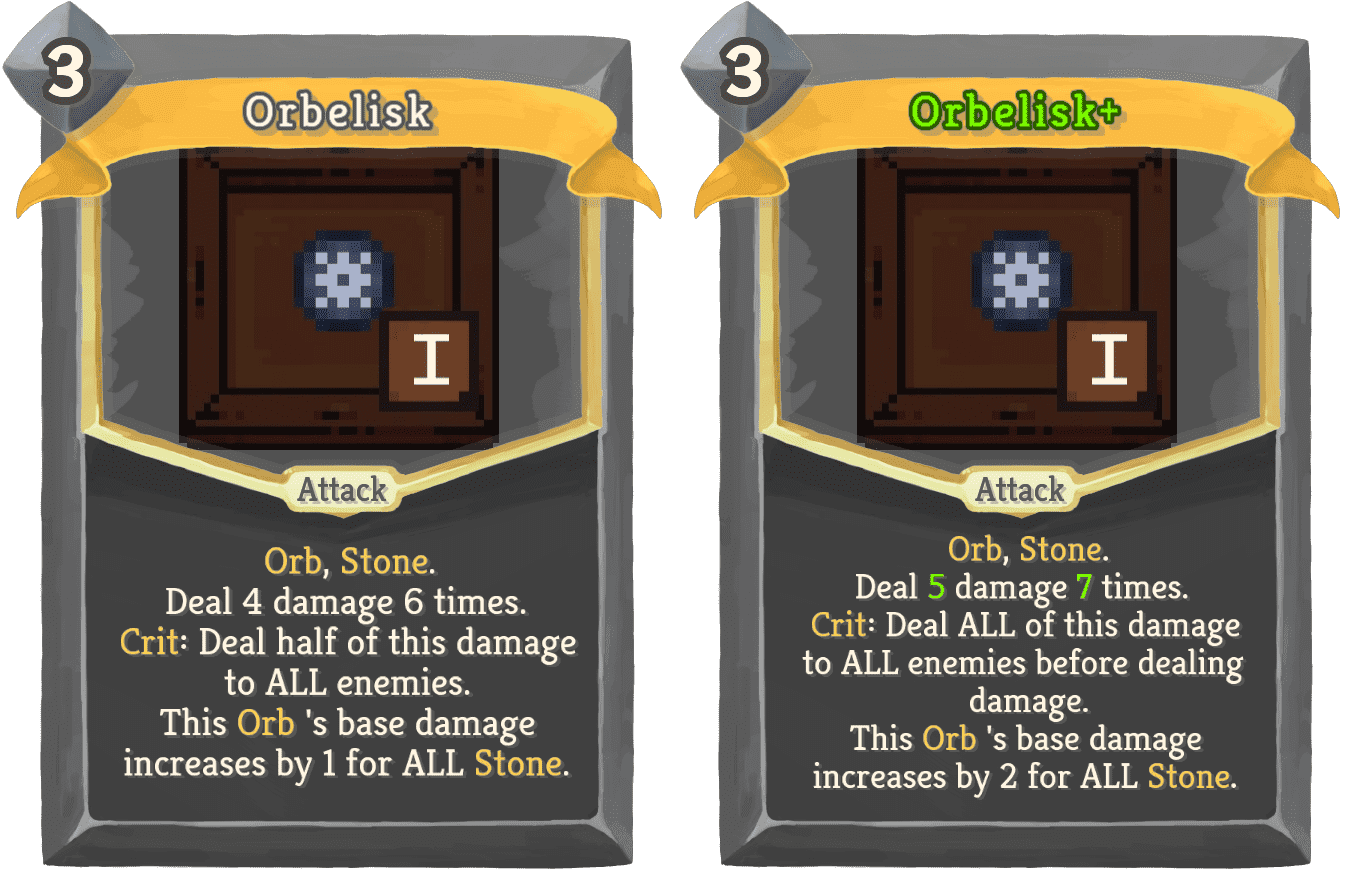 3
Orbelisk
I
Attack
Orb, Stone.
Deal 4 damage 6 times.
Crit: Deal half of this damage
to ALL enemies.
This Orb 's base damage
increases by 1 for ALL Stone.
3
Orbelisk+
I
Attack
Orb, Stone.
Deal 5 damage 7 times.
Crit: Deal ALL of this damage
to ALL enemies before dealing
damage.
This Orb 's base damage
increases by 2 for ALL Stone.